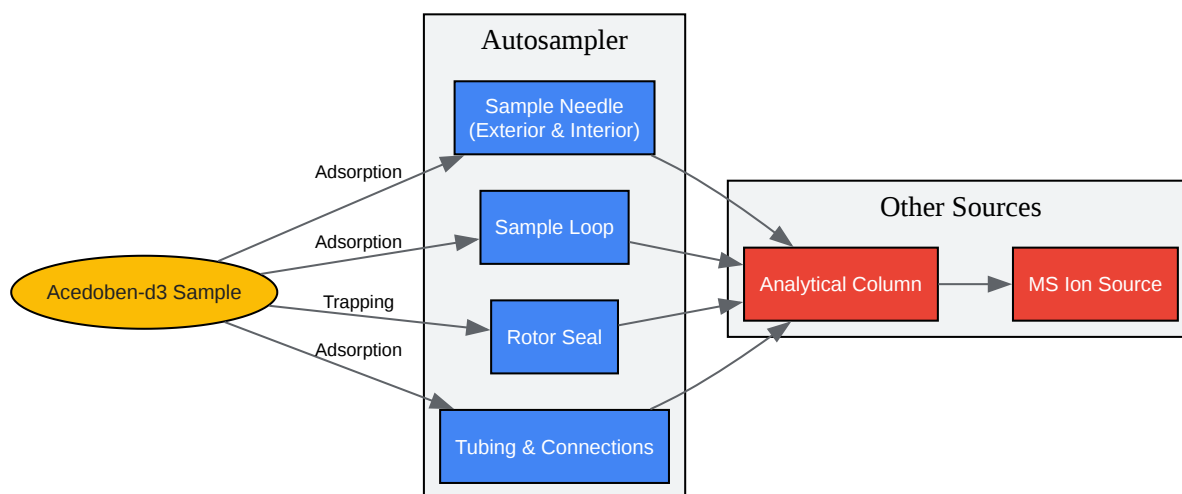 Autosampler
Sample Needle
(Exterior & Interior)
Adsorption
Other Sources
Adsorption
Sample Loop
Acedoben-d3 Sample
Analytical Column
MS Ion Source
Trapping
Rotor Seal
Adsorption
Tubing & Connections